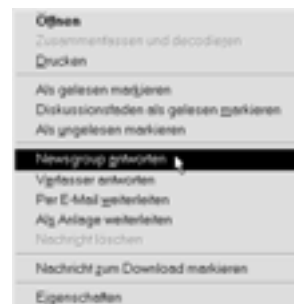 Öffnen
Zusammenfassen und decodieren
Drucken
Als gelesen markieren
Diskussionsfaden als gelesen markieren
Als ungelesen markieren
Newsgroup antworten
Verfasser antworten
Per E-Mail weiterleiten
Als Anlage weiterleiten
Nachricht löschen
Nachricht zum Download markieren
Eigenschaften